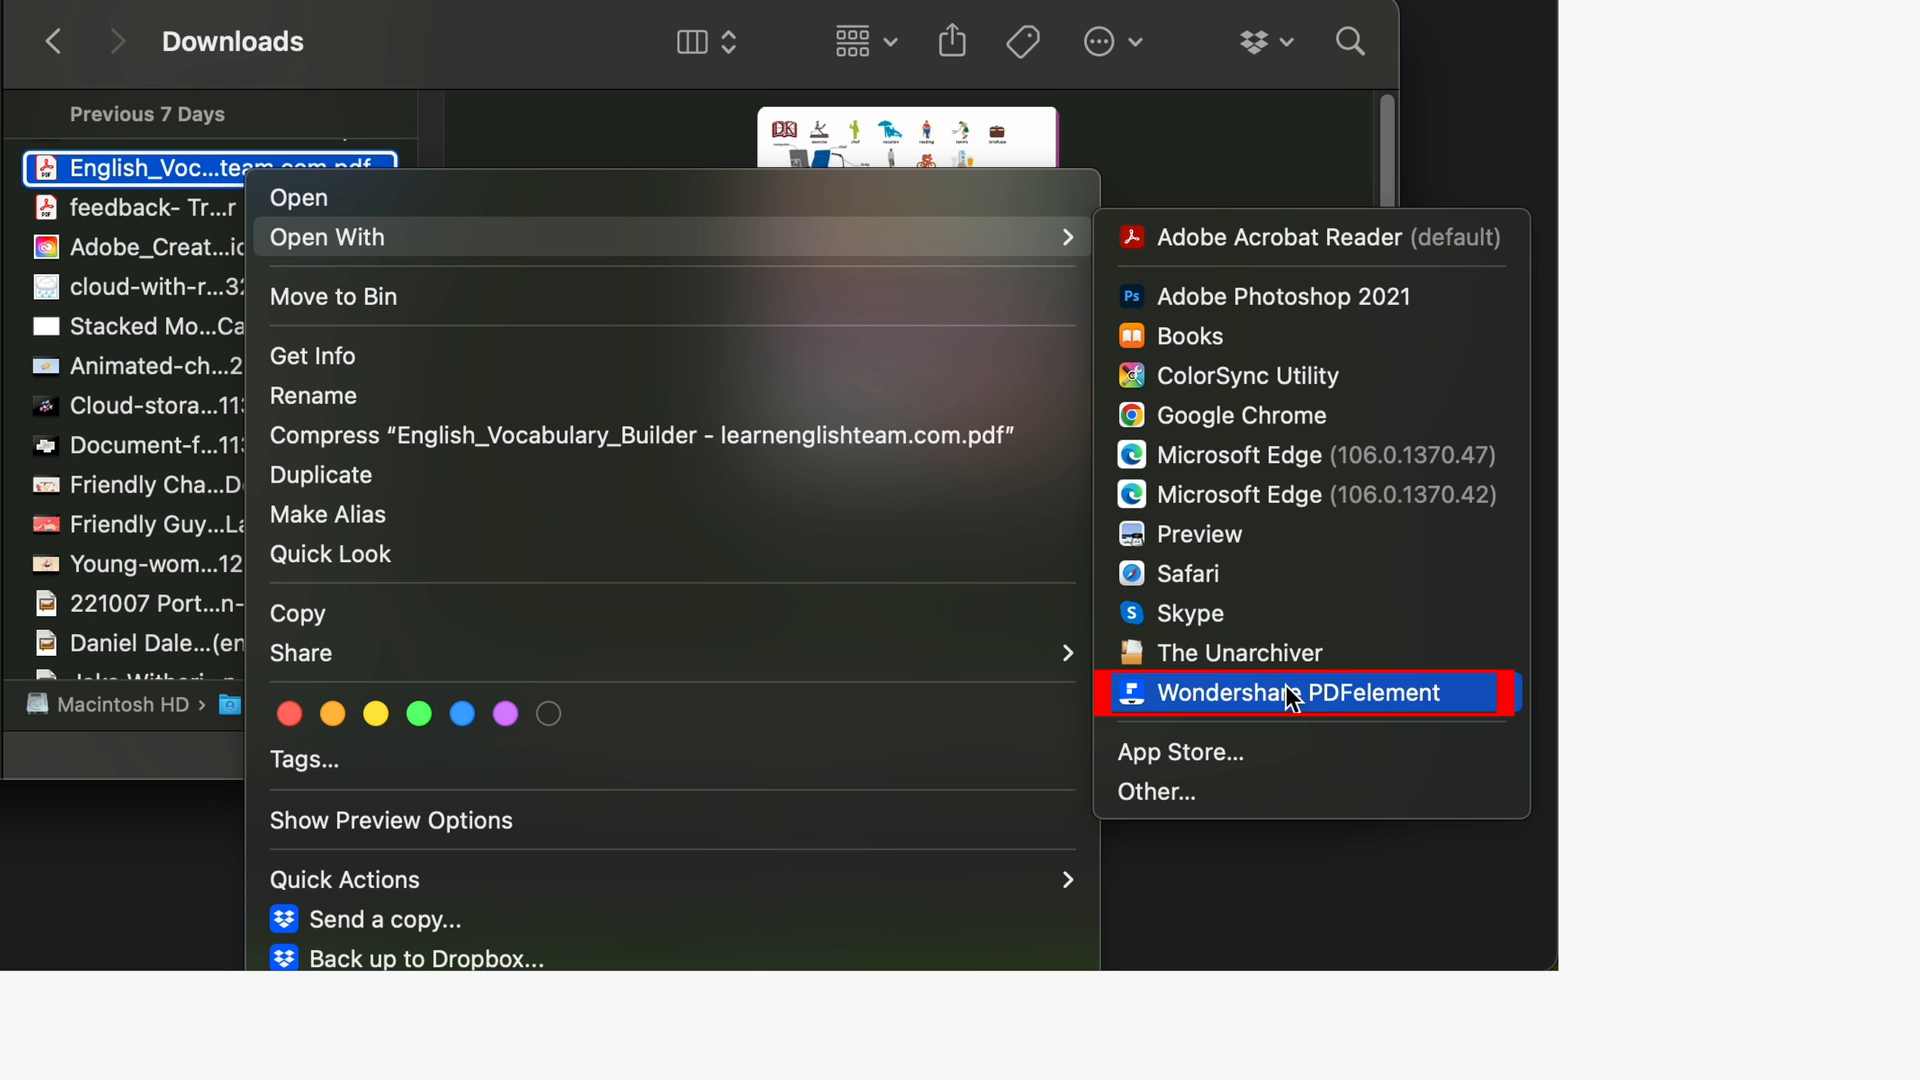 Downloads
Previous 7 Days
English_Voc...team.com.pdf
feedback- Tr...r
Adobe_Creat...ic
cloud-with-r...32
Stacked Mo...Ca
Animated-ch...2
Cloud-stora...11
Document-f...11
Friendly Cha...D
Friendly Guy...La
Young-wom...12
221007 Port...n-
Daniel Dale...(en
Macintosh HD ›
Open
Open With
Move to Bin
Get Info
Rename
Compress “English_Vocabulary_Builder - learnenglishteam.com.pdf”
Duplicate
Make Alias
Quick Look
Copy
Share
Tags...
Show Preview Options
Quick Actions
Send a copy...
Back up to Dropbox...
DK
Adobe Acrobat Reader (default)
Ps Adobe Photoshop 2021
Books
ColorSync Utility
Google Chrome
Microsoft Edge (106.0.1370.47)
Microsoft Edge (106.0.1370.42)
Preview
Safari
S Skype
The Unarchiver
Wondershare PDFelement
App Store...
Other...